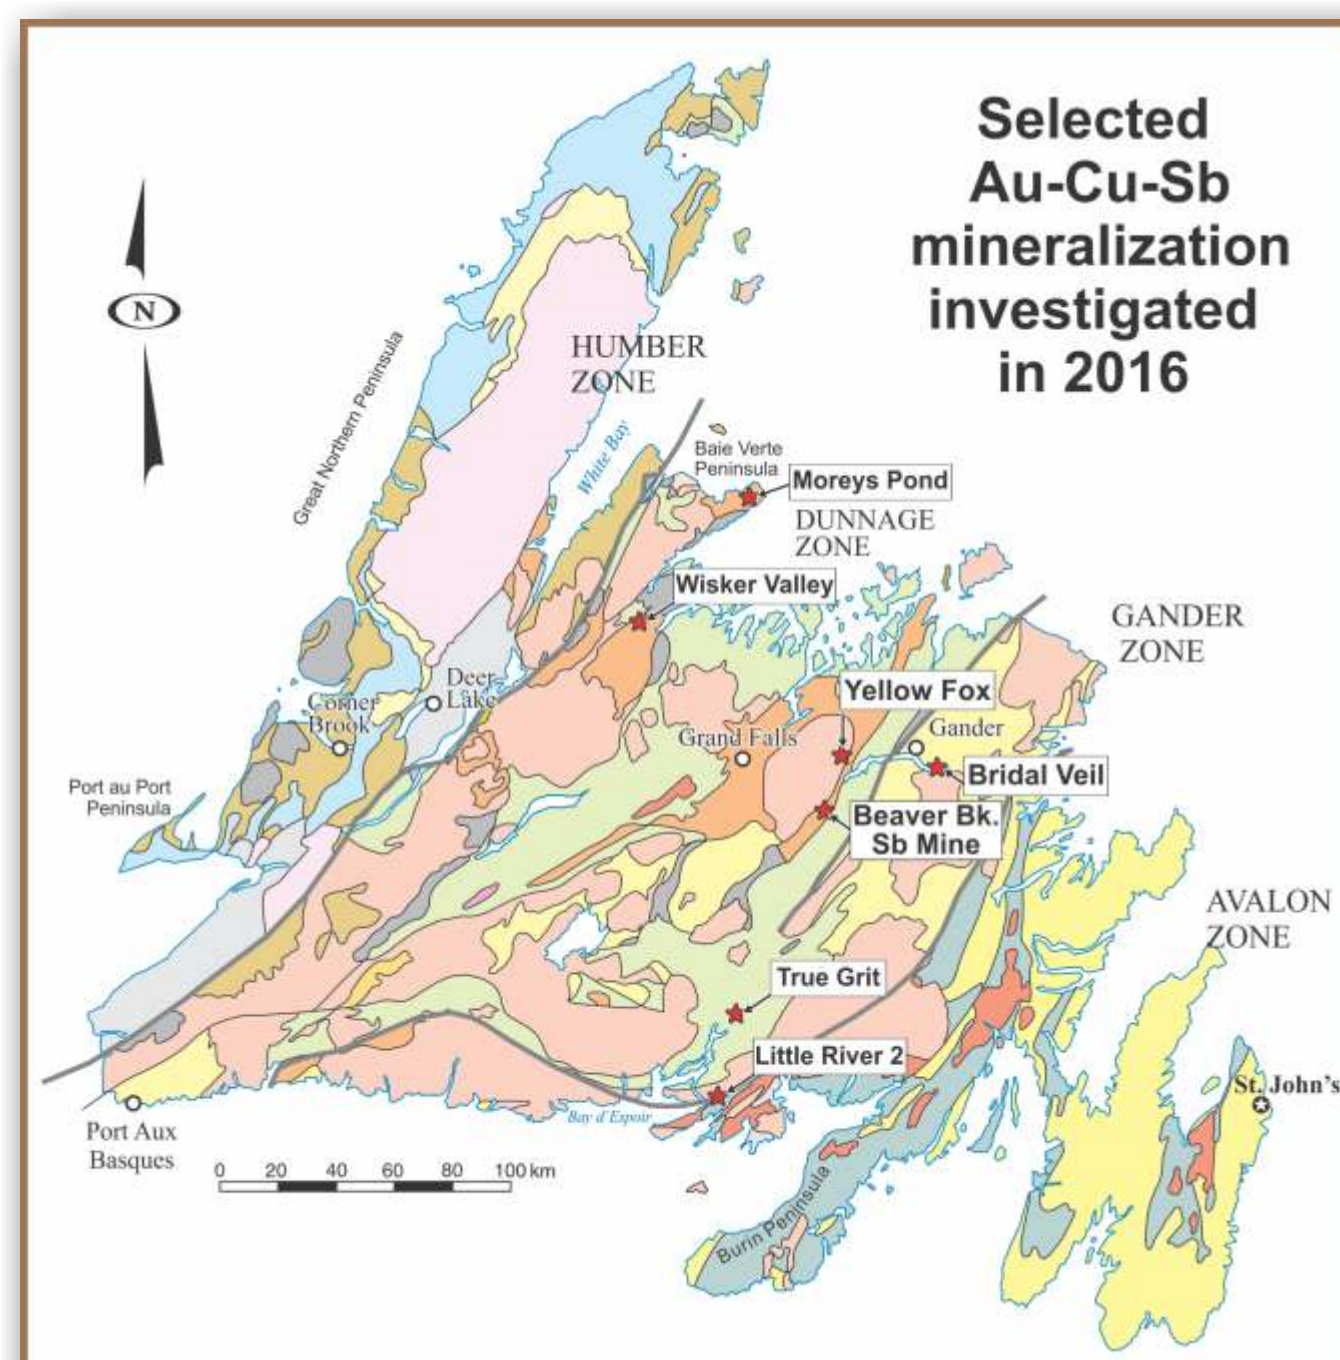 Selected
Au-Cu-Sb
mineralization
investigated
in 2016
N
Great Northern Peninsula
HUMBER
ZONE
White Bay
Baie Verte
Peninsula
Moreys Pond
DUNNAGE
ZONE
Wisker Valley
GANDER
ZONE
Deer
Lake
Corner
Brook
Yellow Fox
Grand Falls
Gander
Bridal Veil
Port au Port
Peninsula
Beaver Bk.
Sb Mine
AVALON
ZONE
True Grit
Little River 2
St. John's
Bay d'Espoir
Port Aux
Basques
0 20 40 60 80 100 km
Burin Peninsula